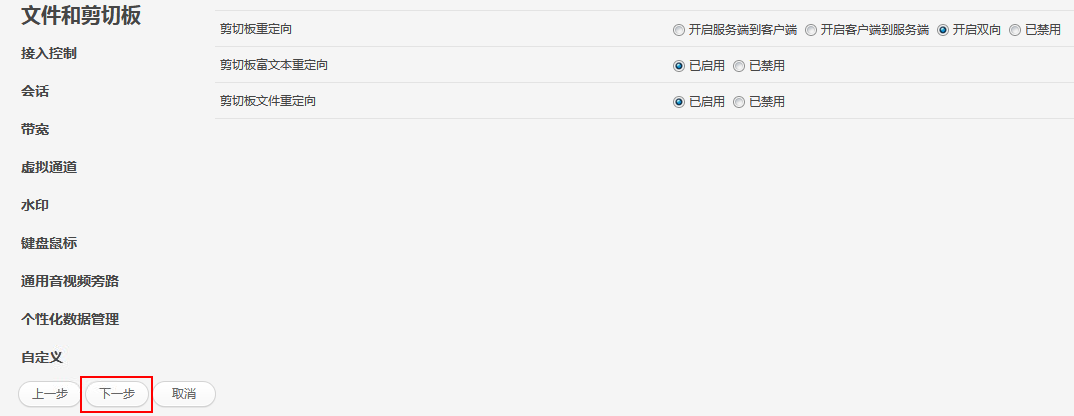 文件和剪切板
接入控制
会话
带宽
虚拟通道
水印
键盘鼠标
通用音视频旁路
个性化数据管理
自定义
剪切板重定向 开启服务端到客户端 开启客户端到服务端 开启双向 已禁用
剪切板富文本重定向 已启用 已禁用
剪切板文件重定向 已启用 已禁用
上一步 下一步 取消